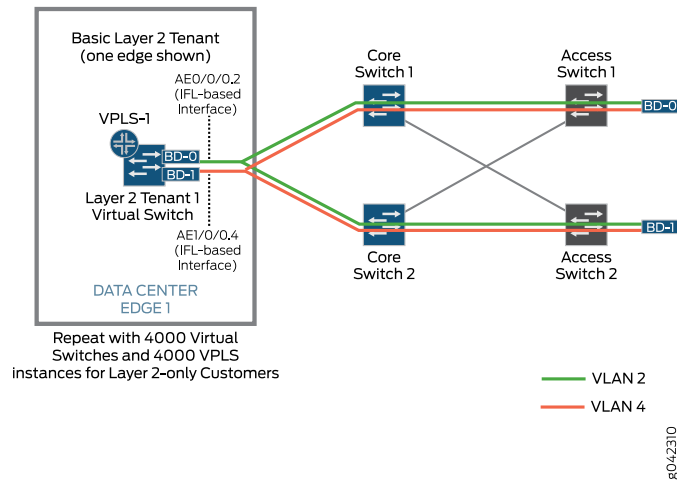 Basic Layer 2 Tenant
(one edge shown)
AE0/0/0.2
(IFL-based
Interface)
VPLS-1
BD-0
BD-1
Layer 2 Tenant 1
Virtual Switch
AE1/0/0.4
(IFL-based
Interface)
DATA CENTER
EDGE 1
Repeat with 4000 Virtual
Switches and 4000 VPLS
instances for Layer 2-only Customers
Core
Switch 1
Access
Switch 1
BD-0
Core
Switch 2
Access
Switch 2
BD-1
VLAN 2
VLAN 4
g042310